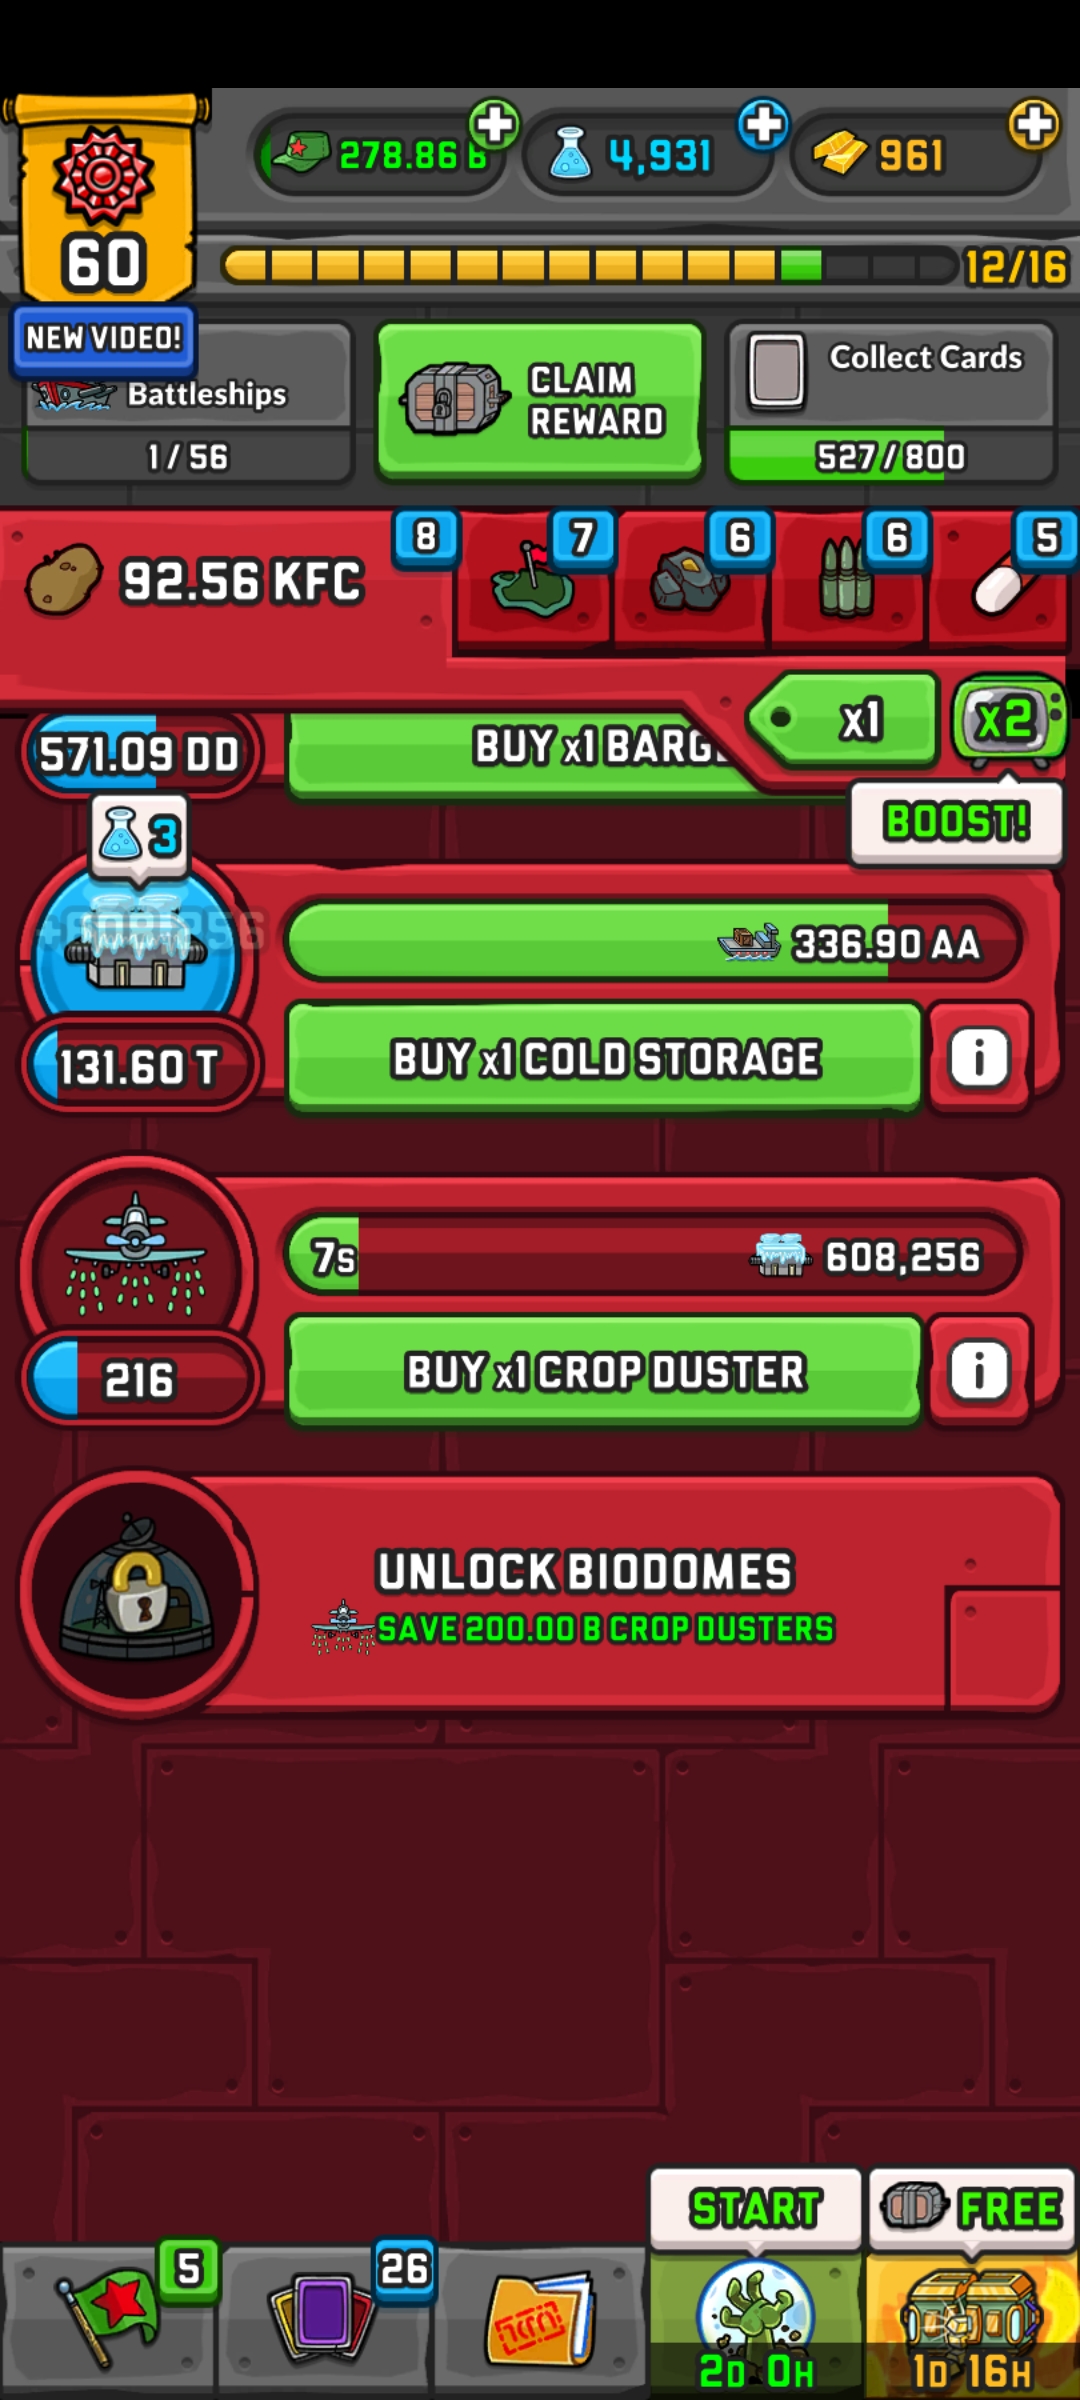 278.86 B
4,931
961
60
12/16
NEW VIDEO!
Battleships
1/56
CLAIM
REWARD
Collect Cards
527/800
92.56 KFC
8
7
6
6
5
x1
x2
BOOST!
571.09 DD
BUY x1 BARG
3
+608,256
336.90 AA
131.60 T
BUY x1 COLD STORAGE
i
7s
608,256
216
BUY x1 CROP DUSTER
i
UNLOCK BIODOMES
SAVE 200.00 B CROP DUSTERS
START
FREE
5
26
2D 0H
1D 16H